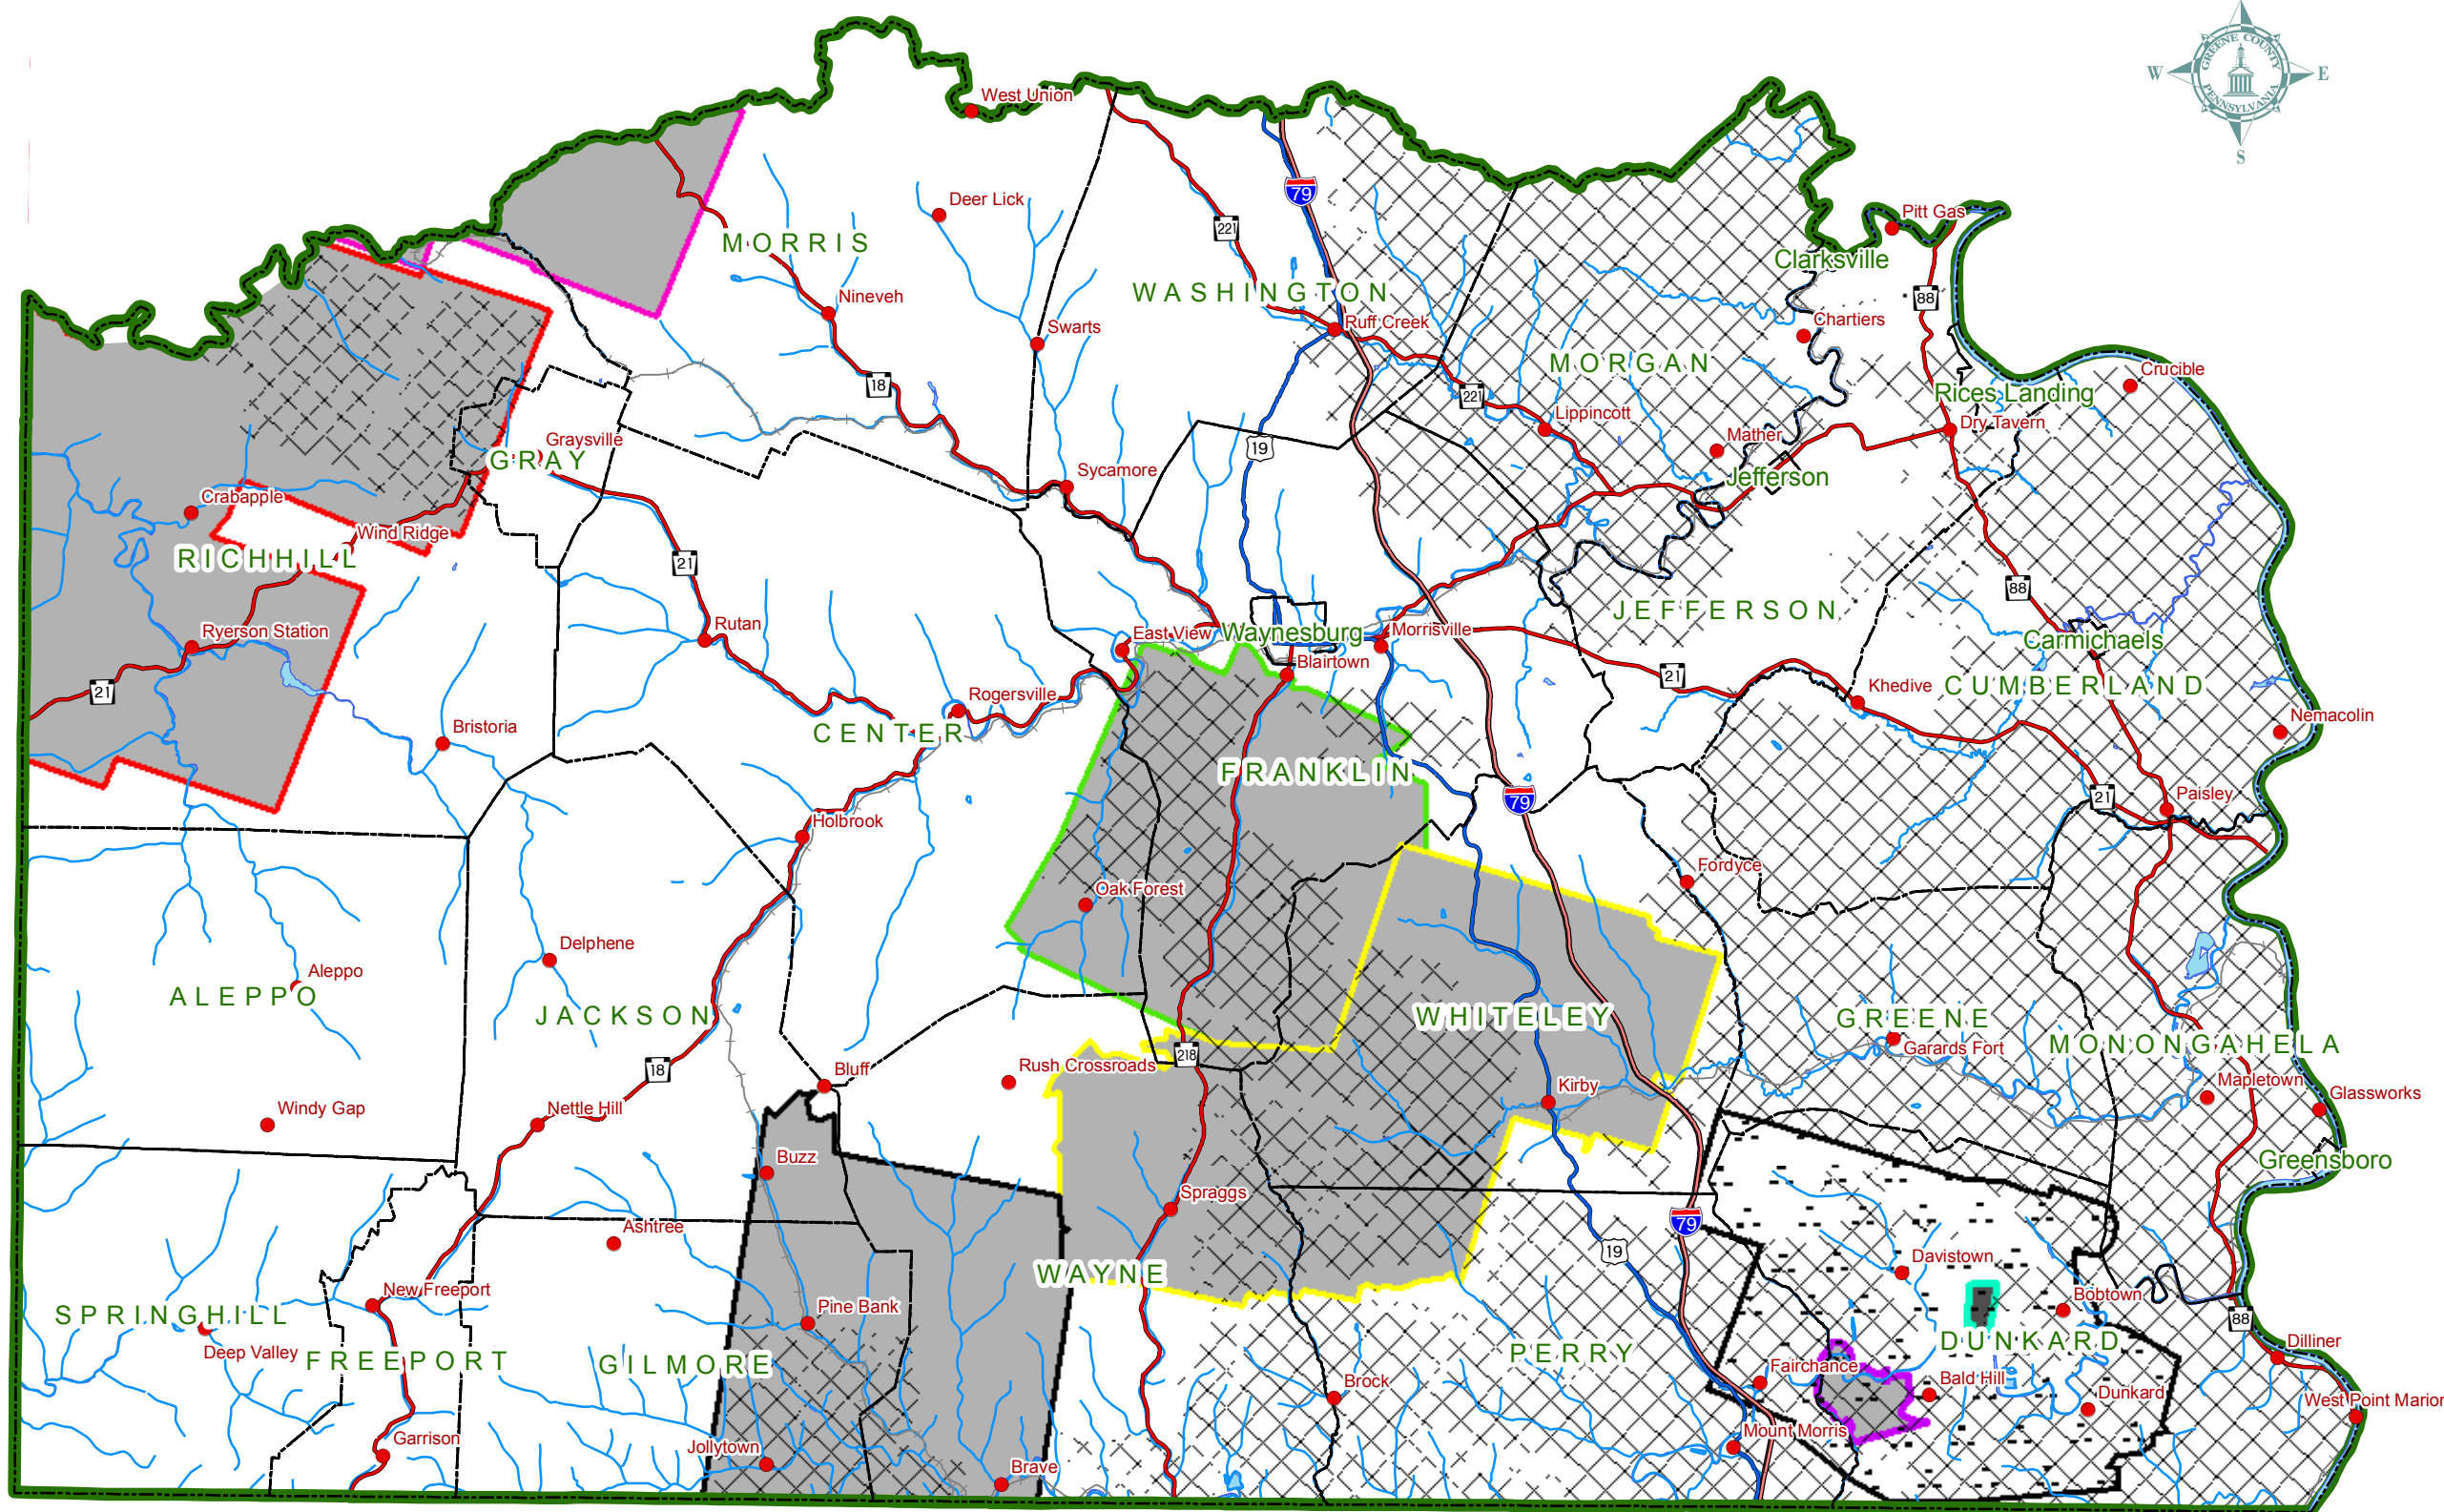 GREENE COUNTY
W
E
PENNSYLVANIA
S
West Union
79
Deer Lick
Pitt Gas
221
MORRIS
Clarksville
WASHINGTON
Nineveh
88
Swarts
Ruff Creek
Chartiers
MORGAN
Crucible
18
221
Rices Landing
Lippincott
Dry Tavern
Graysville
Mather
19
GRAY
Sycamore
Jefferson
Crabapple
Wind Ridge
RICHHILL
21
88
JEFFERSON
Rutan
Ryerson Station
East View
Waynesburg
Morrisville
Carmichaels
Blairtown
21
21
Khedive
CUMBERLAND
Rogersville
Nemacolin
Bristoria
CENTER
FRANKLIN
79
21
Paisley
Holbrook
Fordyce
Oak Forest
Delphene
Aleppo
ALEPPO
JACKSON
WHITELEY
GREENE
Garards Fort
MONONGAHELA
218
18
Bluff
Rush Crossroads
Kirby
Mapletown
Glassworks
Windy Gap
Nettle Hill
Buzz
Greensboro
Spraggs
Ashtree
79
19
Davistown
WAYNE
New Freeport
Bobtown
SPRINGHILL
Pine Bank
88
Deep Valley
FREEPORT
GILMORE
PERRY
DUNKARD
Dilliner
Fairchance
Brock
Bald Hill
Dunkard
West Point Marion
Garrison
Mount Morris
Jollytown
Brave